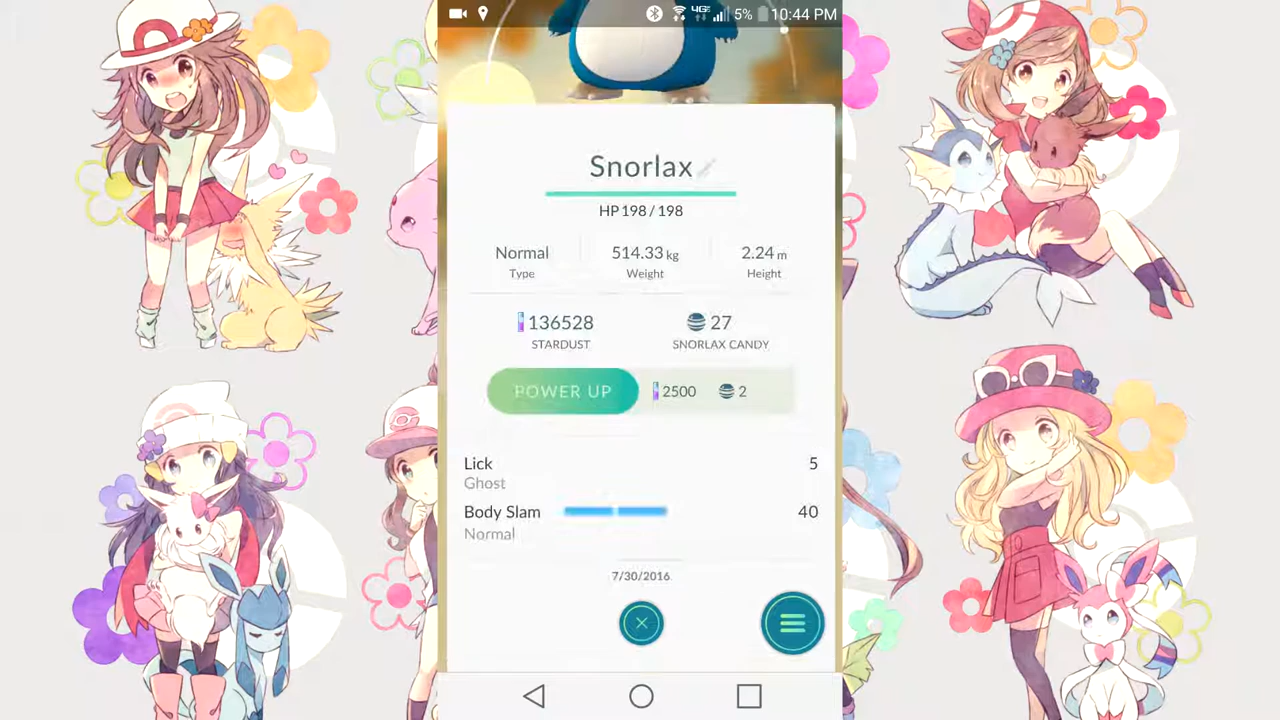 4G 5% 10:44 PM
Snorlax
HP 198 / 198
Normal 514.33 kg 2.24 m
Type Weight Height
136528 27
STARDUST SNORLAX CANDY
POWER UP 2500 2
Lick 5
Ghost
Body Slam 40
Normal
7/30/2016